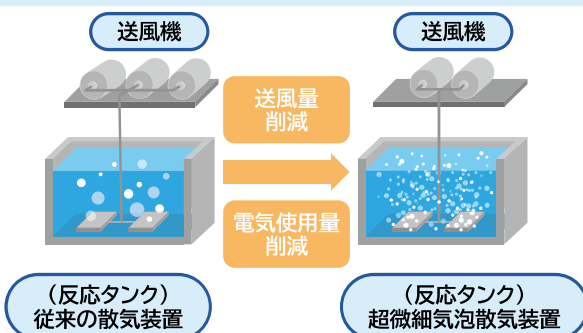 送風機
送風機
送風量
削減
電気使用量
削減
（反応タンク）
従来の散気装置
（反応タンク）
超微細気泡散気装置